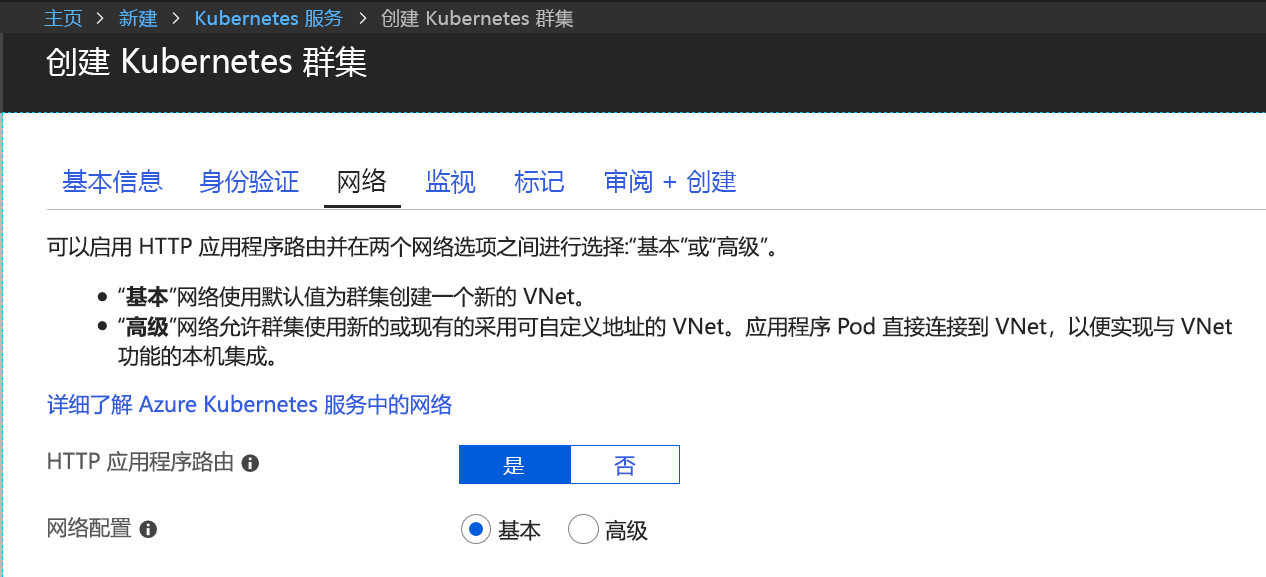 主页 > 新建 > Kubernetes 服务 > 创建 Kubernetes 群集
创建 Kubernetes 群集
基本信息 身份验证 网络 监视 标记 审阅 + 创建
可以启用 HTTP 应用程序路由并在两个网络选项之间进行选择:“基本”或“高级”。
• “基本”网络使用默认值为群集创建一个新的 VNet。
• “高级”网络允许群集使用新的或现有的采用可自定义地址的 VNet。应用程序 Pod 直接连接到 VNet，以便实现与 VNet
功能的本机集成。
详细了解 Azure Kubernetes 服务中的网络
HTTP 应用程序路由 是 否
网络配置 基本 高级